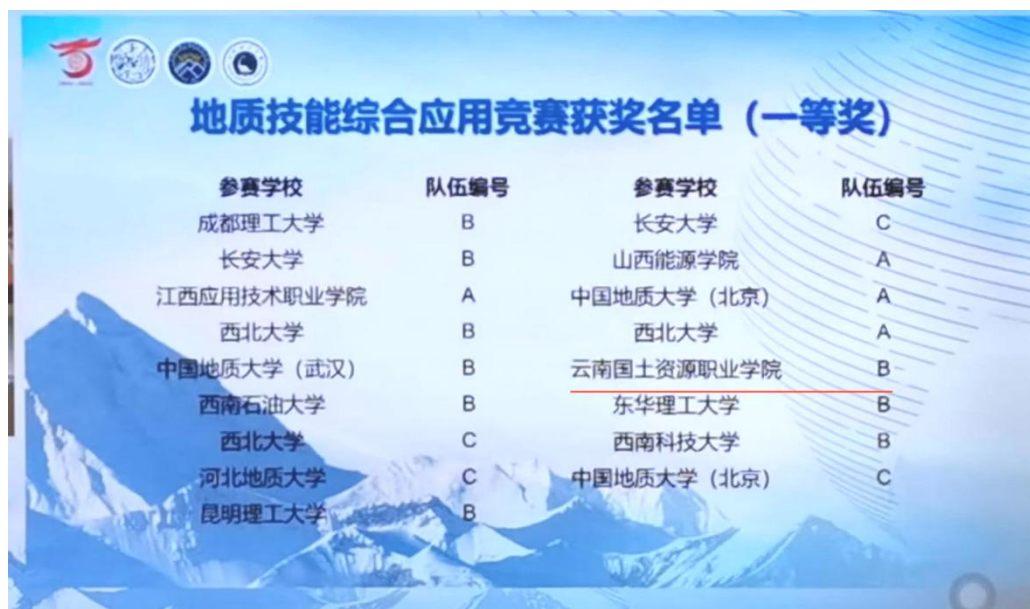 地质技能综合应用竞赛获奖名单（一等奖）
参赛学校 队伍编号 参赛学校 队伍编号
成都理工大学 B 长安大学 C
长安大学 B 山西能源学院 A
江西应用技术职业学院 A 中国地质大学（北京） A
西北大学 B 西北大学 A
中国地质大学（武汉） B 云南国土资源职业学院 B
西南石油大学 B 东华理工大学 B
西北大学 C 西南科技大学 B
河北地质大学 C 中国地质大学（北京） C
昆明理工大学 B